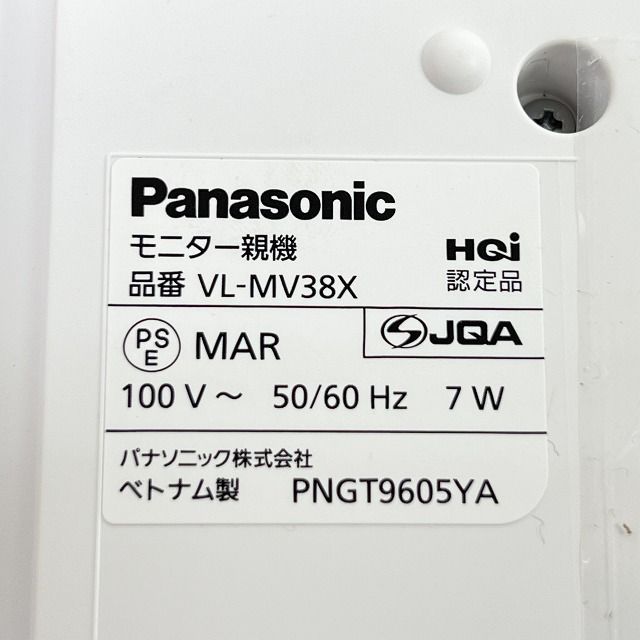 Panasonic
モニター親機
HQi
品番 VL-MV38X
認定品
PSE MAR
JQA
100 V ～ 50/60 Hz 7 W
パナソニック株式会社
ベトナム製 PNGT9605YA